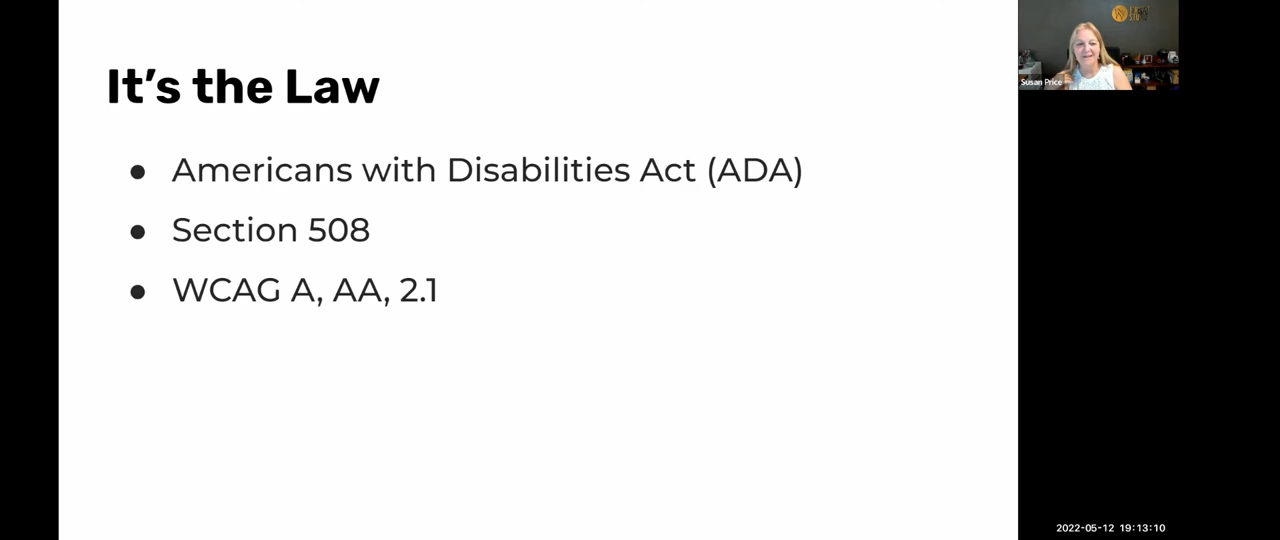 It's the Law
● Americans with Disabilities Act (ADA)
● Section 508
● WCAG A, AA, 2.1
Susan Price
2022-05-12 19:13:10